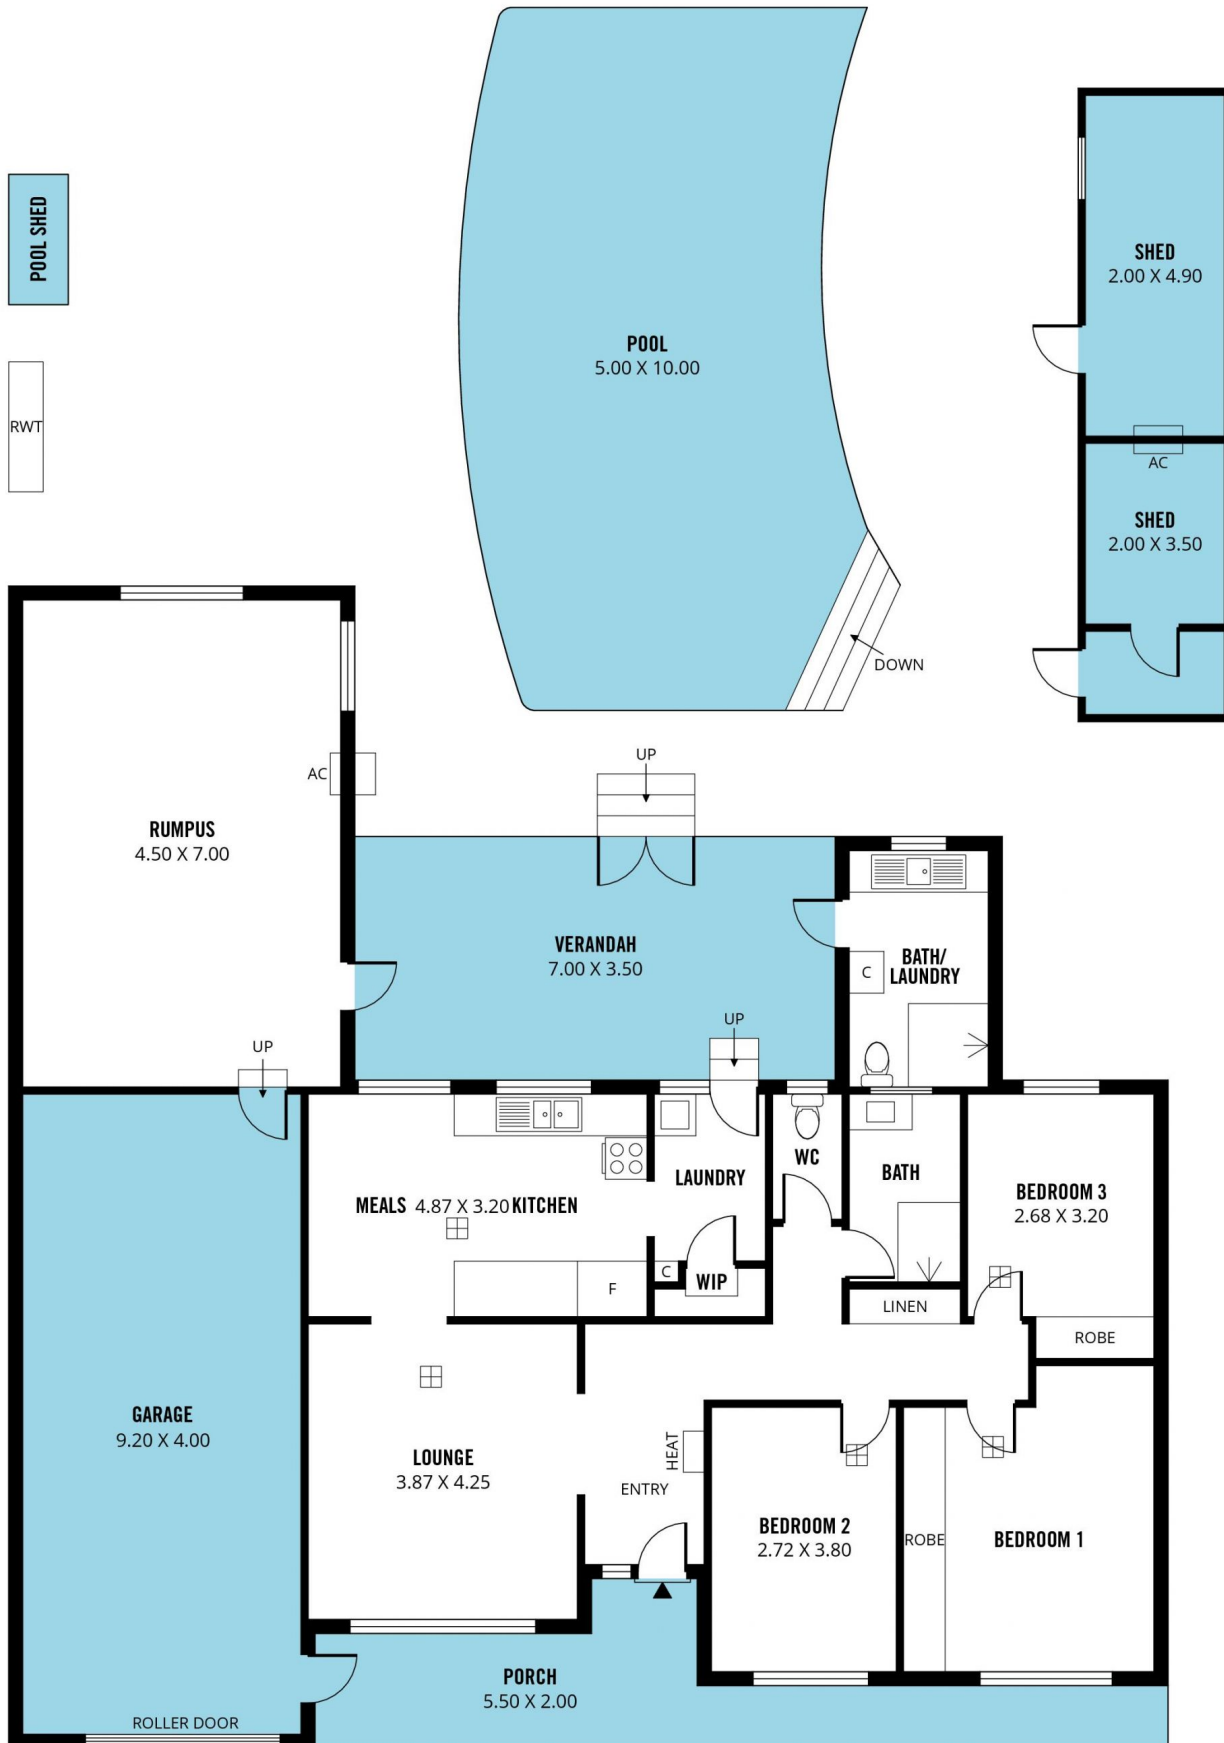 POOL SHED
RWT
POOL
5.00 X 10.00
DOWN
SHED
2.00 X 4.90
AC
SHED
2.00 X 3.50
RUMPUS
4.50 X 7.00
AC
UP
UP
VERANDAH
7.00 X 3.50
UP
BATH/
LAUNDRY
C
MEALS 4.87 X 3.20 KITCHEN
F
LAUNDRY
C
WIP
WC
BATH
LINEN
BEDROOM 3
2.68 X 3.20
ROBE
GARAGE
9.20 X 4.00
ROLLER DOOR
LOUNGE
3.87 X 4.25
HEAT
ENTRY
BEDROOM 2
2.72 X 3.80
ROBE
BEDROOM 1
PORCH
5.50 X 2.00